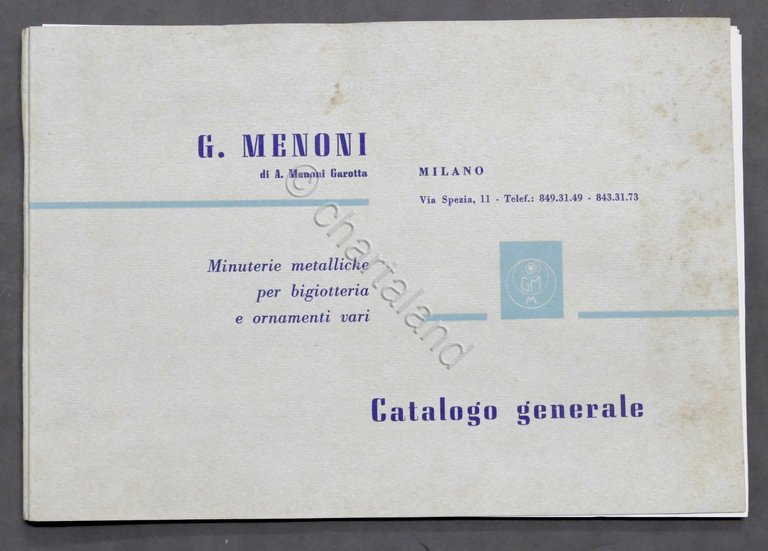 G. MENONI
di A. Menoni Garotta
MILANO
Via Spezia, 11 - Telef.: 849.31.49 - 843.31.73
Minuterie metalliche
per bigiotteria
e ornamenti vari
GM
M
Catalogo generale
© chartaland